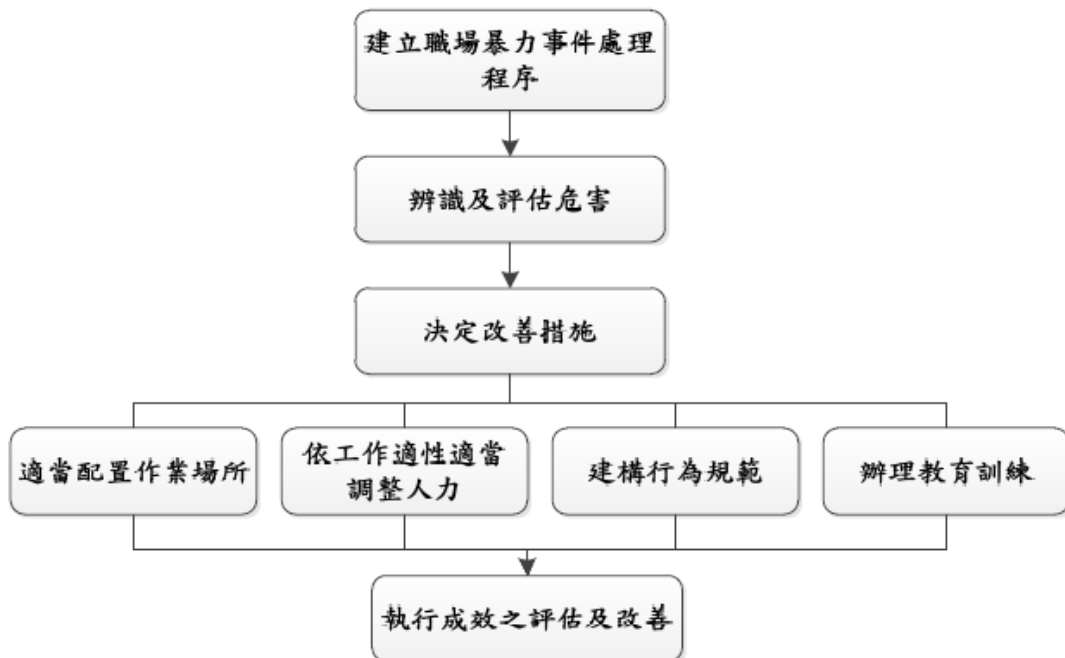 建立職場暴力事件處理
程序
辨識及評估危害
決定改善措施
適當配置作業場所
依工作適性適當
調整人力
建構行為規範
辦理教育訓練
執行成效之評估及改善